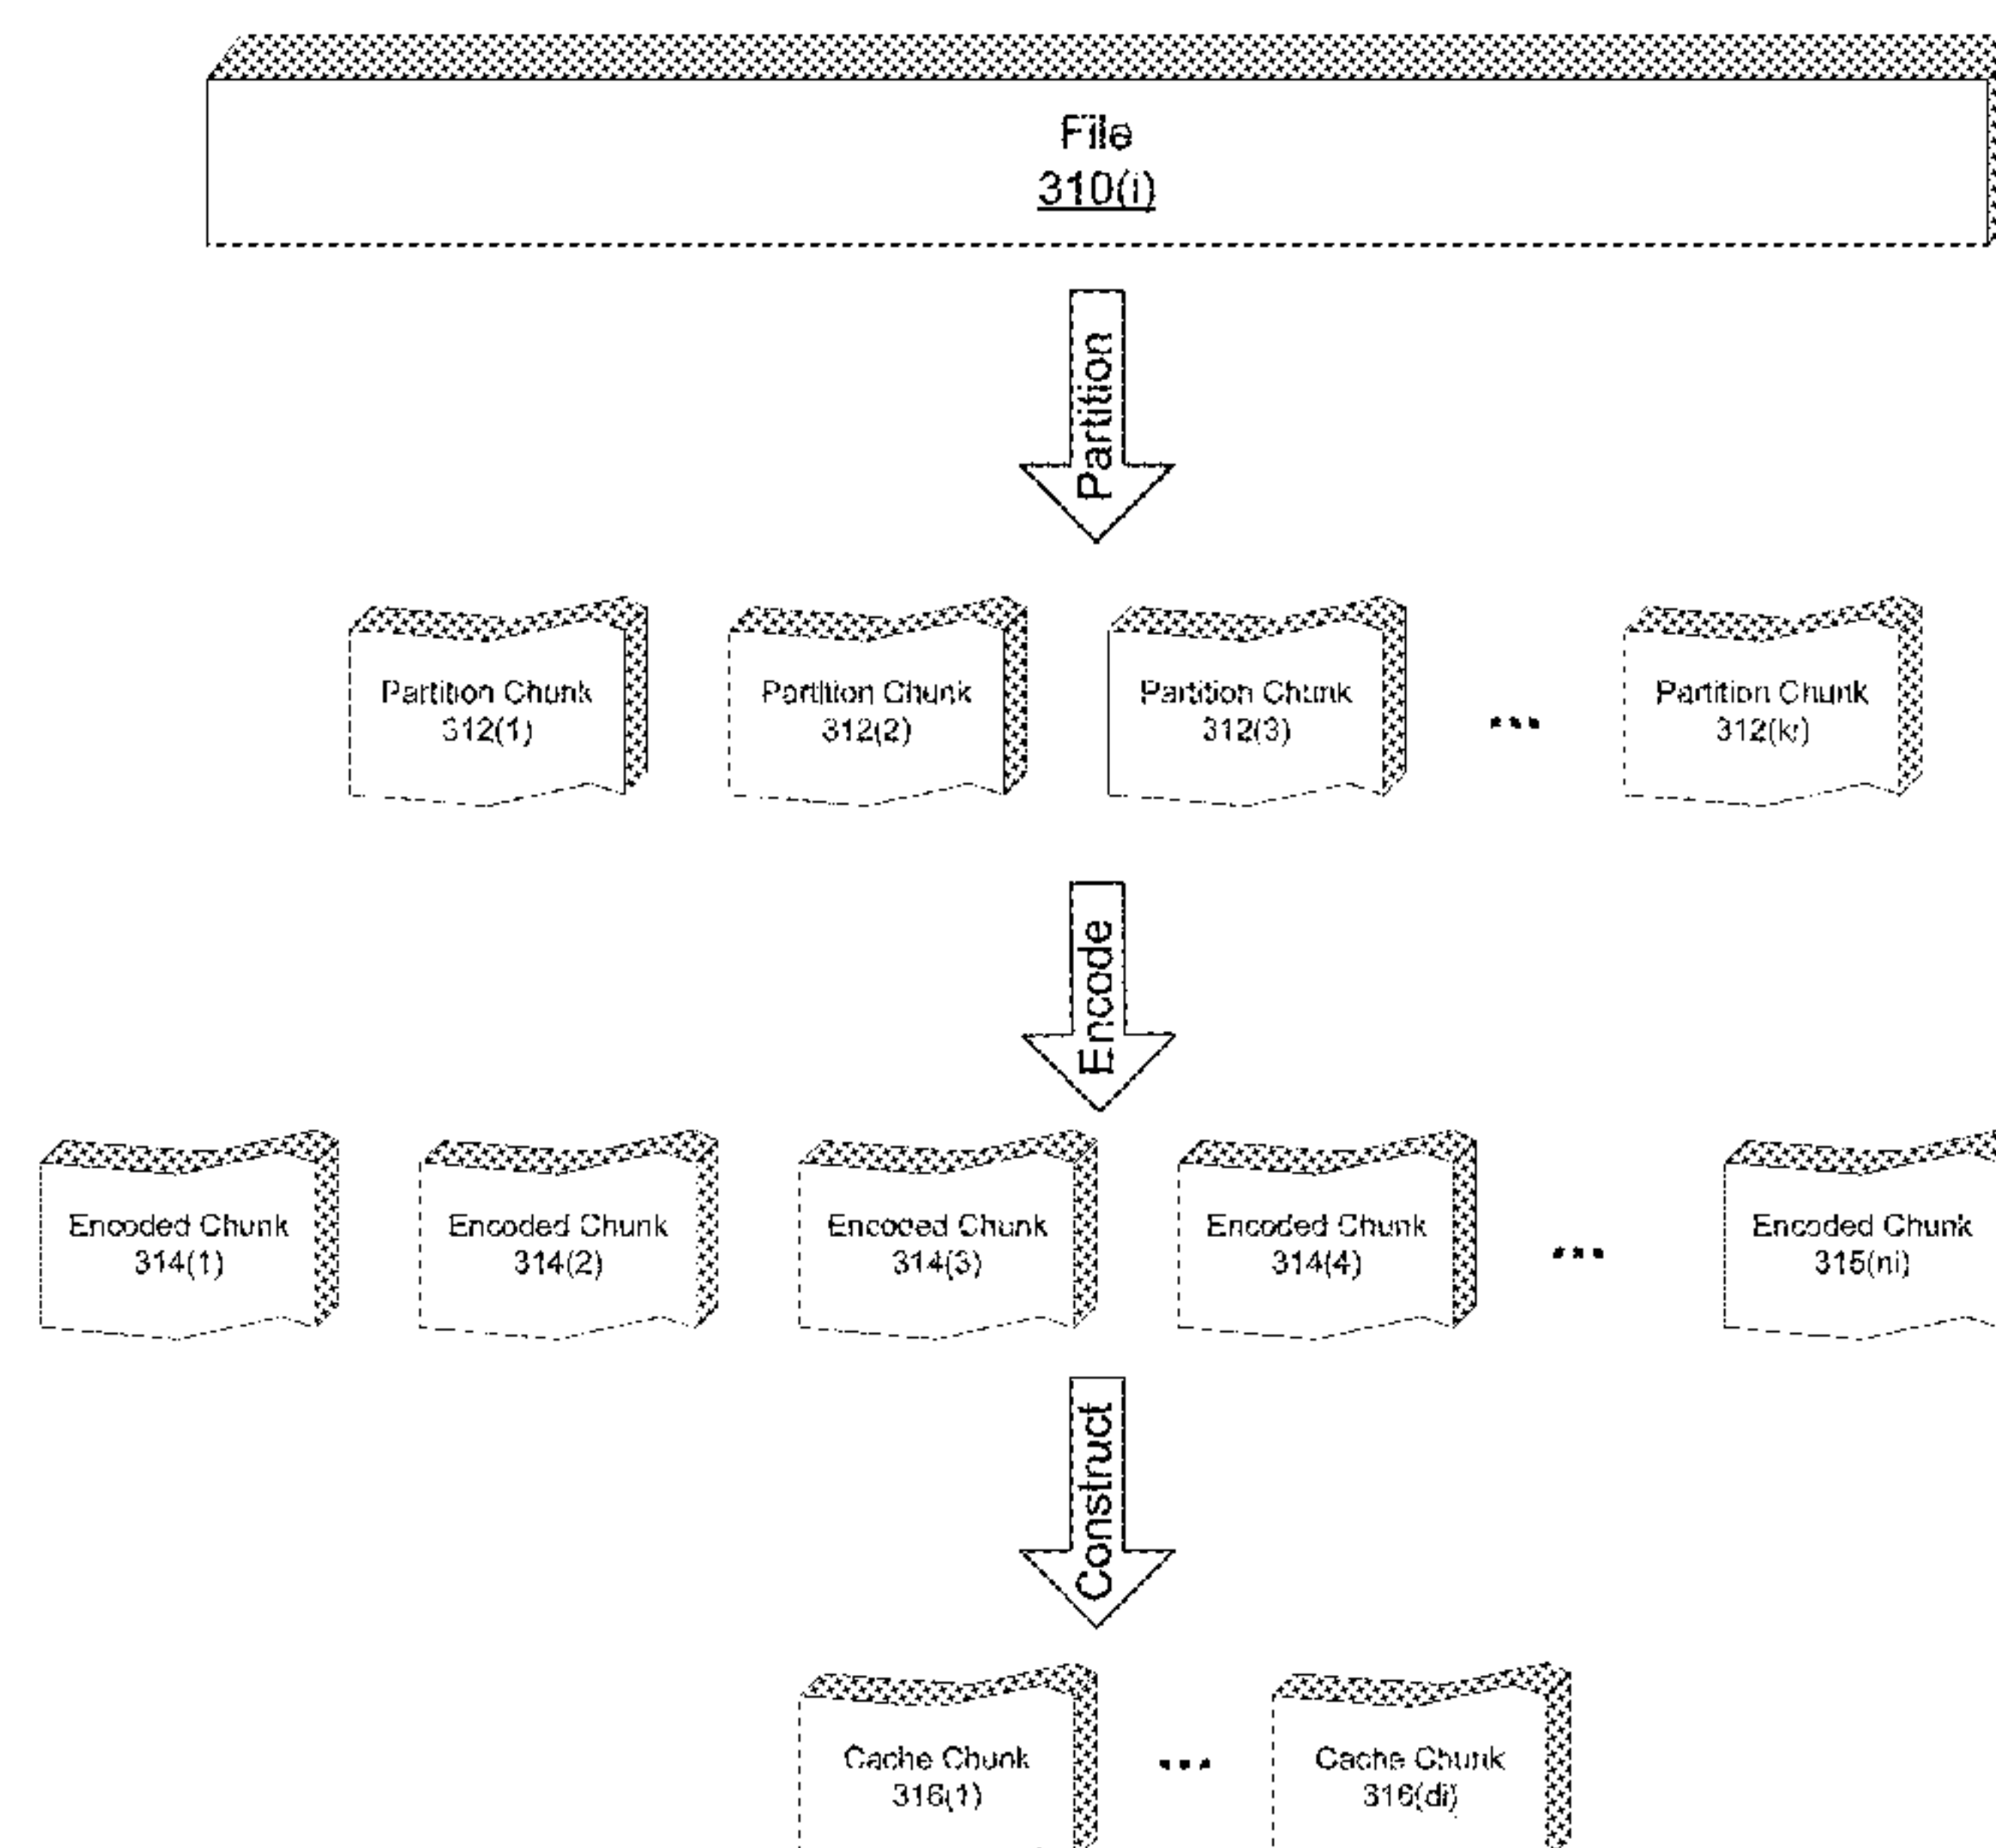 File
310(i)
Partition
Partition Chunk
312(1)
Partition Chunk
312(2)
Partition Chunk
312(3)
...
Partition Chunk
312(ki)
Encode
Encoded Chunk
314(1)
Encoded Chunk
314(2)
Encoded Chunk
314(3)
Encoded Chunk
314(4)
...
Encoded Chunk
315(ni)
Construct
Cache Chunk
316(1)
...
Cache Chunk
316(di)